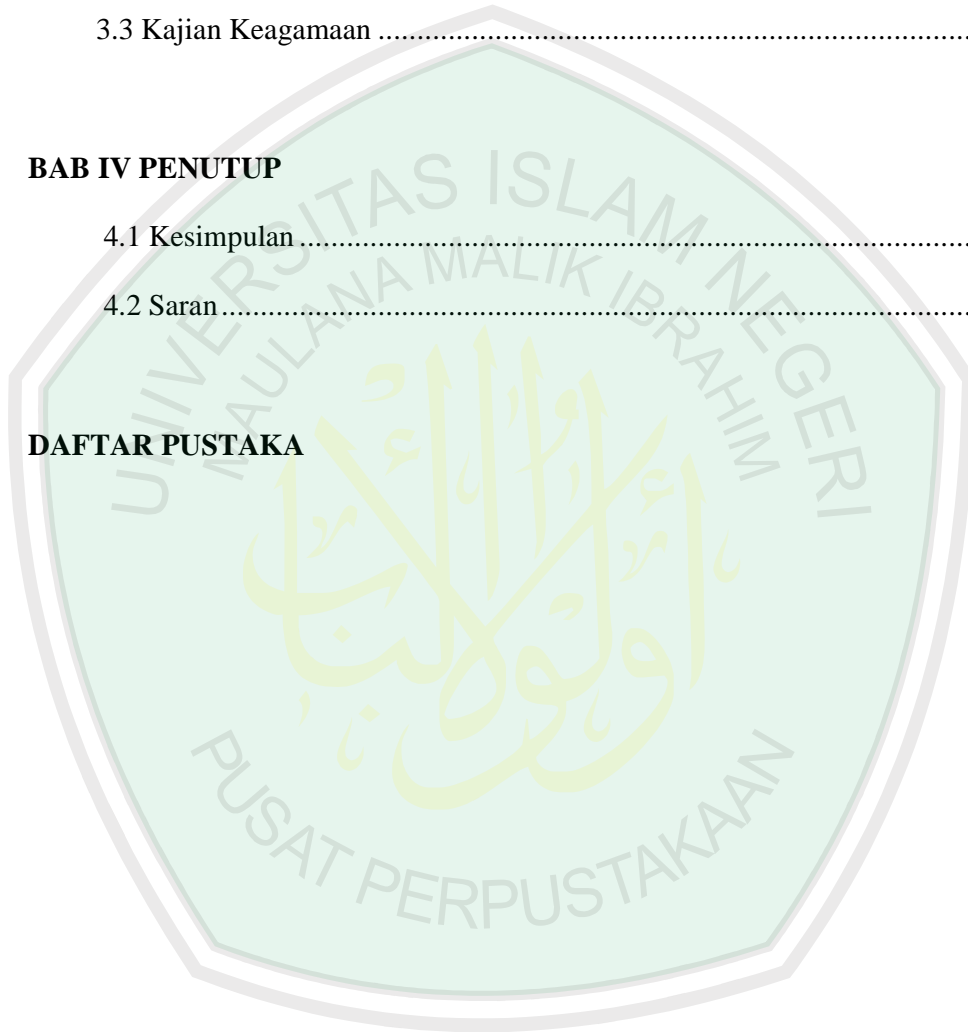 3.3 Kajian Keagamaan ........................................................................
BAB IV PENUTUP
4.1 Kesimpulan ........................................................................
4.2 Saran ........................................................................
DAFTAR PUSTAKA
UNIVERSITAS ISLAM NEGERI
MAULANA MALIK IBRAHIM
PUSAT PERPUSTAKAAN